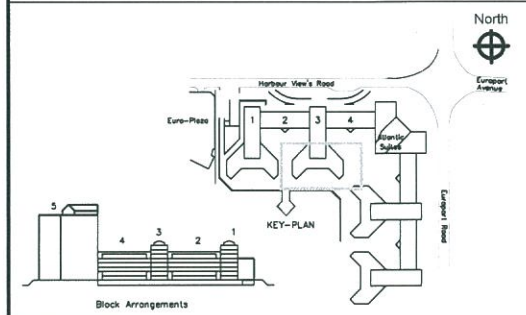 North
Harbour View's Road
Europort
Avenue
Euro-Plaza
1
2
3
4
Atlantic
Suites
Europort Road
KEY-PLAN
5
4
3
2
1
Block Arrangements